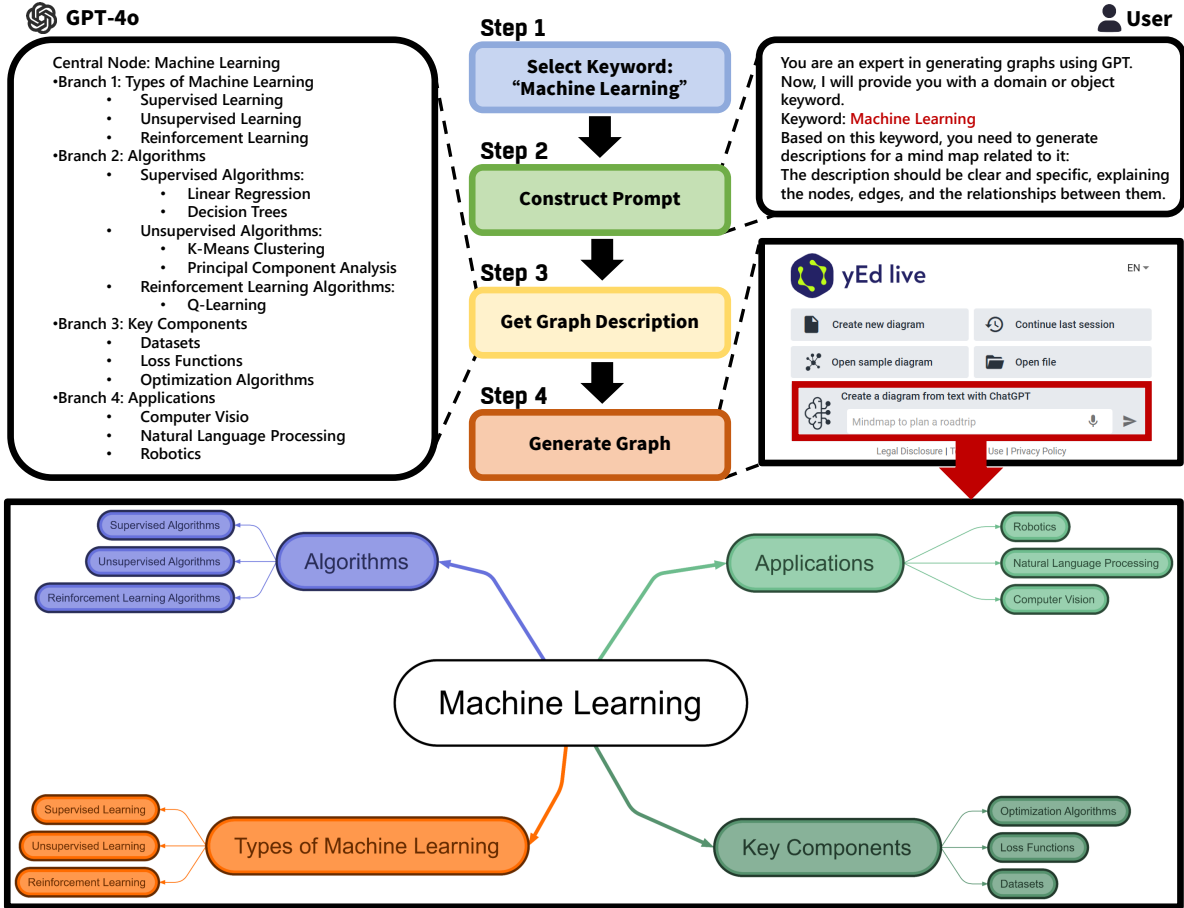 GPT-4o
Central Node: Machine Learning
•Branch 1: Types of Machine Learning
• Supervised Learning
• Unsupervised Learning
• Reinforcement Learning
•Branch 2: Algorithms
• Supervised Algorithms:
• Linear Regression
• Decision Trees
• Unsupervised Algorithms:
• K-Means Clustering
• Principal Component Analysis
• Reinforcement Learning Algorithms:
• Q-Learning
•Branch 3: Key Components
• Datasets
• Loss Functions
• Optimization Algorithms
•Branch 4: Applications
• Computer Visio
• Natural Language Processing
• Robotics
Step 1
Select Keyword:
“Machine Learning”
Step 2
Construct Prompt
Step 3
Get Graph Description
Step 4
Generate Graph
User
You are an expert in generating graphs using GPT.
Now, I will provide you with a domain or object
keyword.
Keyword: Machine Learning
Based on this keyword, you need to generate
descriptions for a mind map related to it:
The description should be clear and specific, explaining
the nodes, edges, and the relationships between them.
yEd live
EN
Create new diagram
Continue last session
Open sample diagram
Open file
Create a diagram from text with ChatGPT
Mindmap to plan a roadtrip
Legal Disclosure | Use | Privacy Policy
Supervised Algorithms
Unsupervised Algorithms
Reinforcement Learning Algorithms
Algorithms
Applications
Robotics
Natural Language Processing
Computer Vision
Machine Learning
Supervised Learning
Unsupervised Learning
Reinforcement Learning
Types of Machine Learning
Key Components
Optimization Algorithms
Loss Functions
Datasets